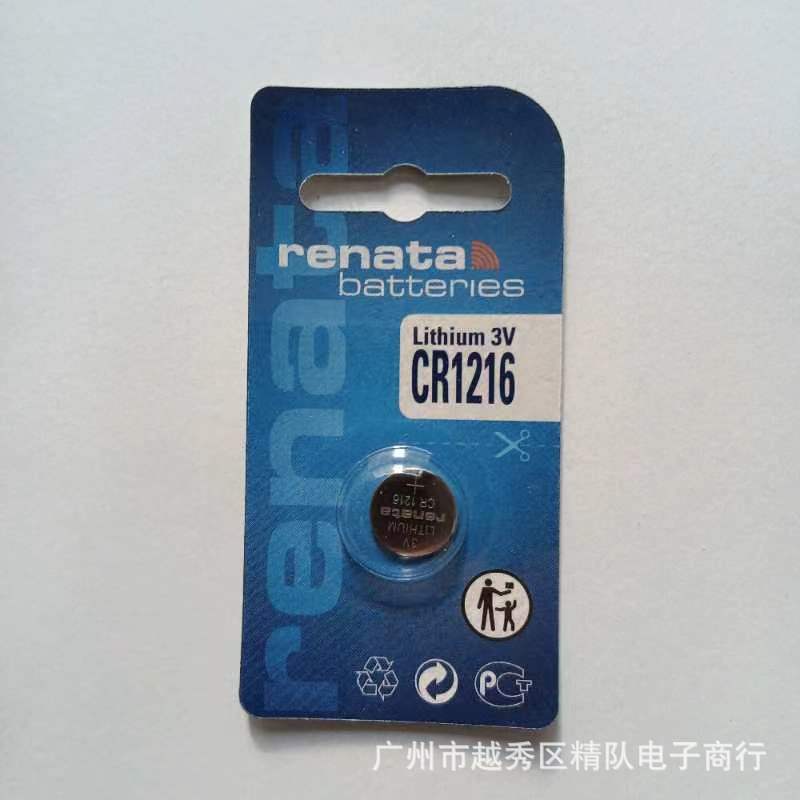 renata
batteries
Lithium 3V
CR1216
renata
+
CR 1216
renata
LITHIUM
3V
PCT
广州市越秀区精队电子商行